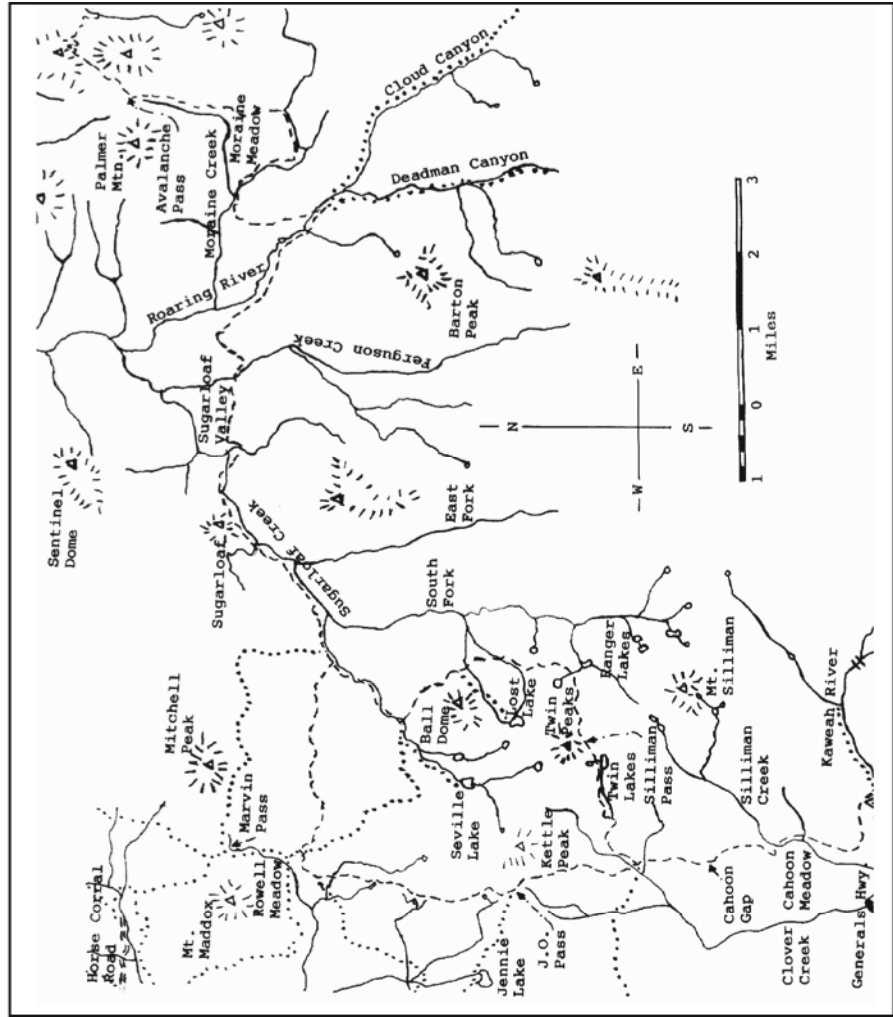 Cloud Canyon
Deadman Canyon
Palmer
Mtn.
Avalanche
Pass
Moraine Creek
Moraine
Meadow
Roaring River
Barton
Peak
Ferguson Creek
Sugarloaf
Valley
Sentinel
Dome
Sugarloaf
Sugarloaf Creek
East
Fork
South
Fork
N
W
E
S
1
0
1
2
3
Miles
Mitchell
Peak
Marvin
Pass
Horse Corral
Road
Mt.
Maddox
Rowell
Meadow
Ball
Dome
Lost
Lake
Seville
Lake
Twin
Peaks
Ranger
Lakes
Mt.
Silliman
Kettle
Peak
Twin Lakes
Silliman
Pass
Silliman
Creek
Kaweah River
Jennie
Lake
J.O.
Pass
Cahoon
Gap
Cahoon
Meadow
Clover
Creek
Generals Hwy.